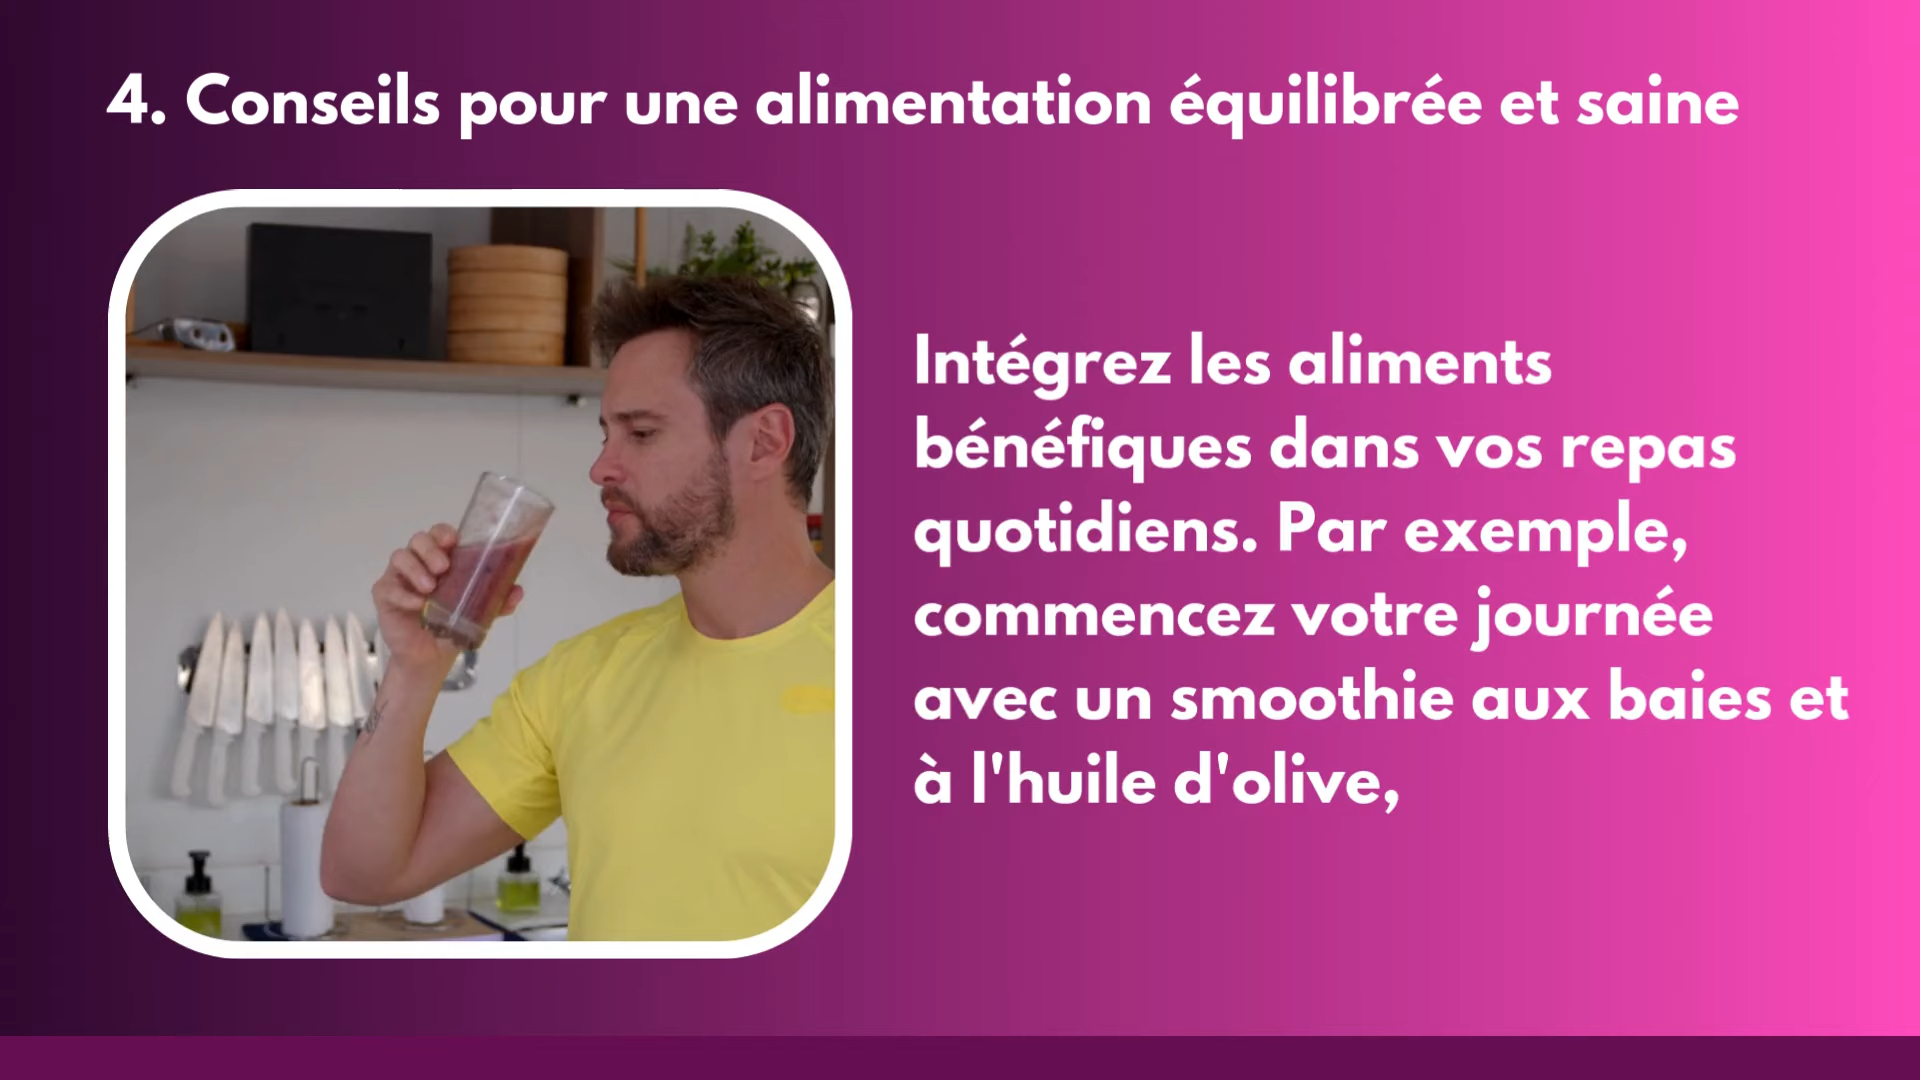 4. Conseils pour une alimentation équilibrée et saine
Intégrez les aliments
bénéfiques dans vos repas
quotidiens. Par exemple,
commencez votre journée
avec un smoothie aux baies et
à l'huile d'olive,